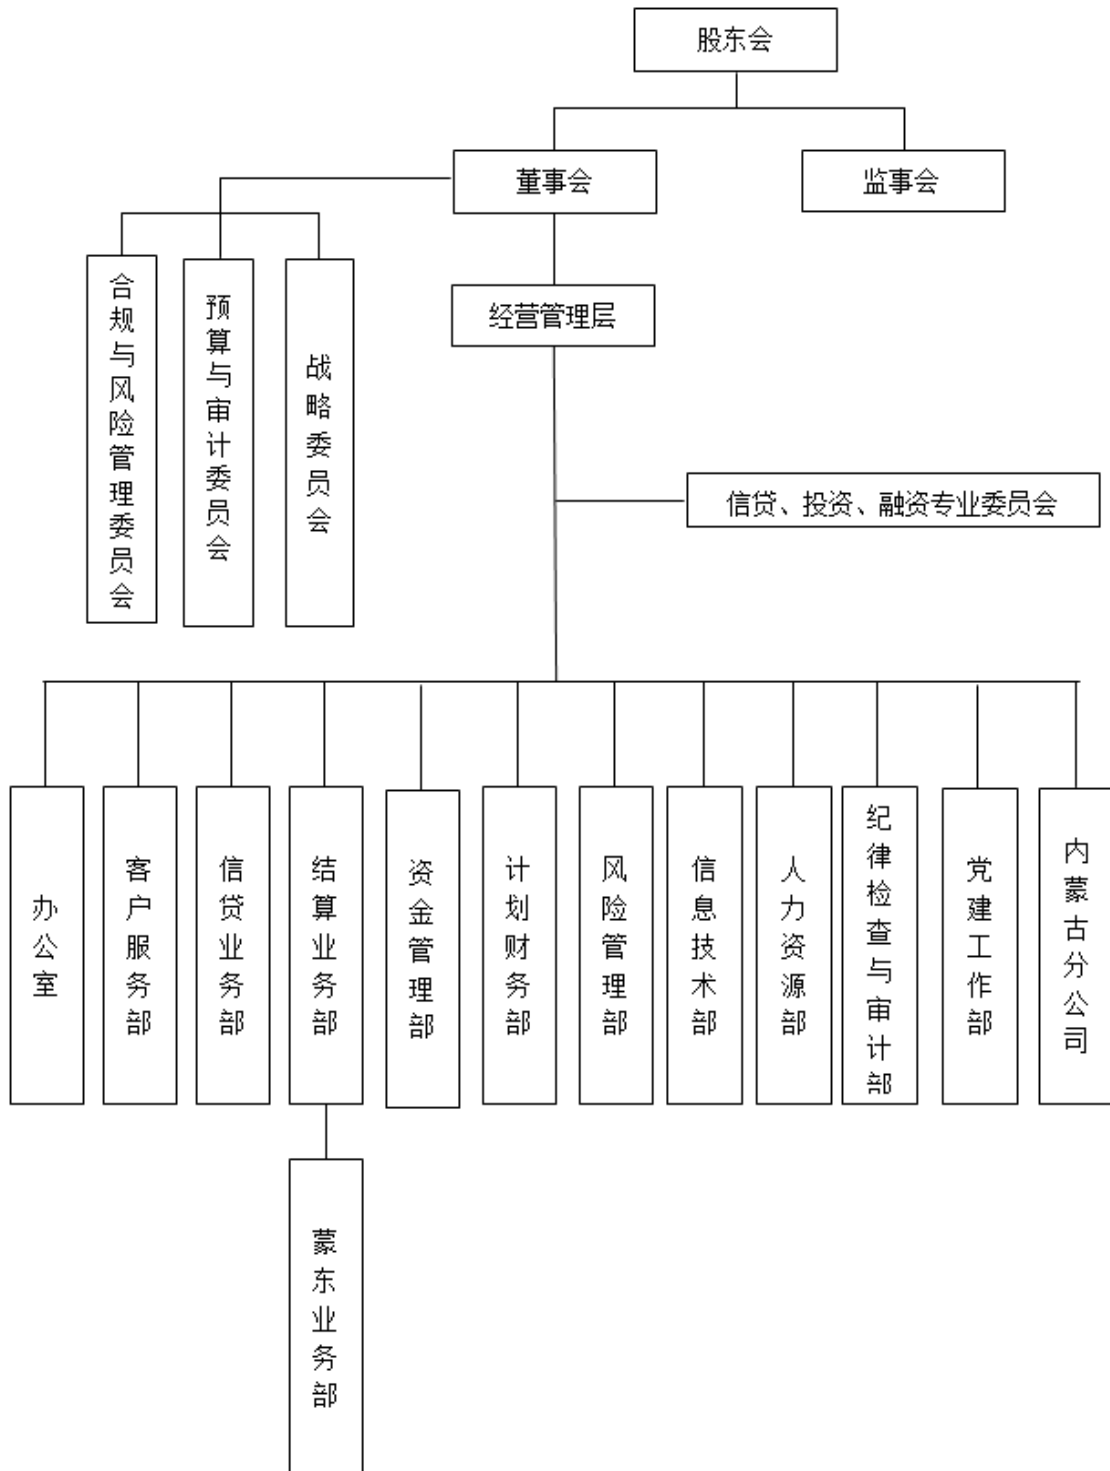 股东会
董事会
监事会
经营管理层
合规与风险管理委员会
预算与审计委员会
战略委员会
信贷、投资、融资专业委员会
办公室
客户服务部
信贷业务部
结算业务部
资金管理部
计划财务部
风险管理部
信息技术部
人力资源部
纪律检查与审计部
党建工作部
内蒙古分公司
蒙东业务部